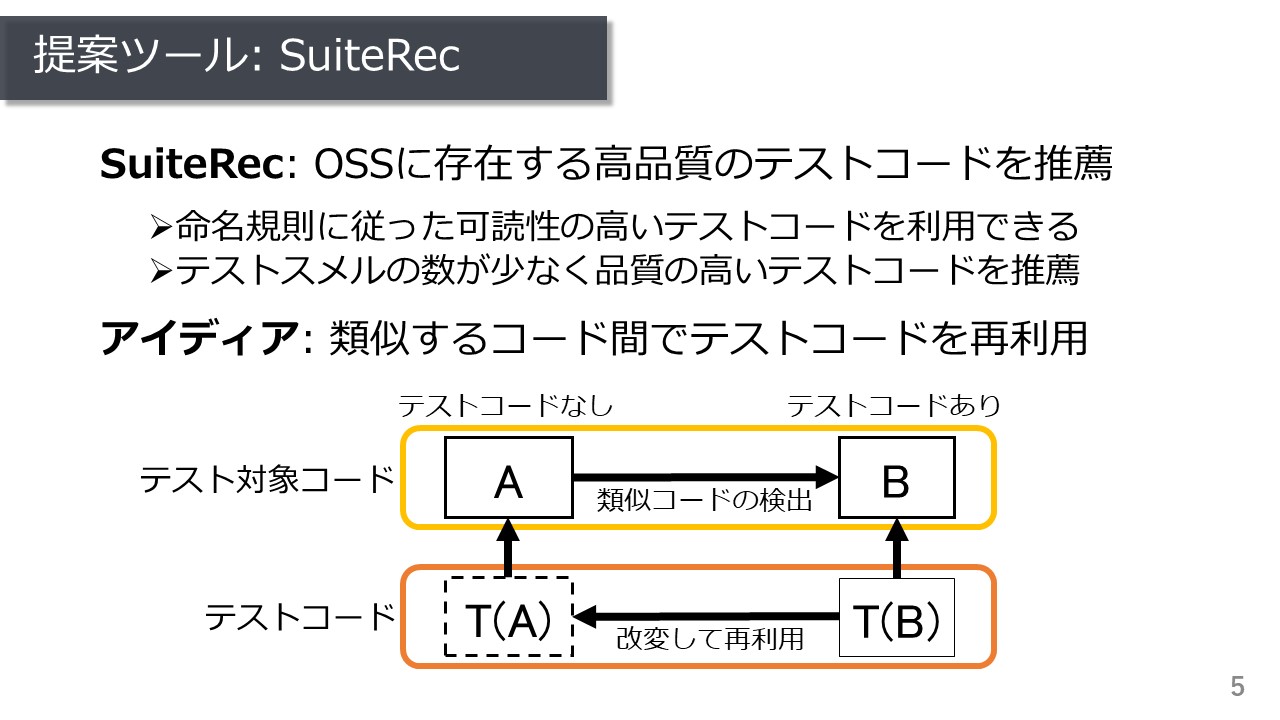 提案ツール: SuiteRec
SuiteRec: OSSに存在する高品質のテストコードを推薦
➢命名規則に従った可読性の高いテストコードを利用できる
➢テストスメルの数が少なく品質の高いテストコードを推薦
アイディア: 類似するコード間でテストコードを再利用
テストコードなし
テストコードあり
テスト対象コード
A
類似コードの検出
B
テストコード
T(A)
改変して再利用
T(B)
5